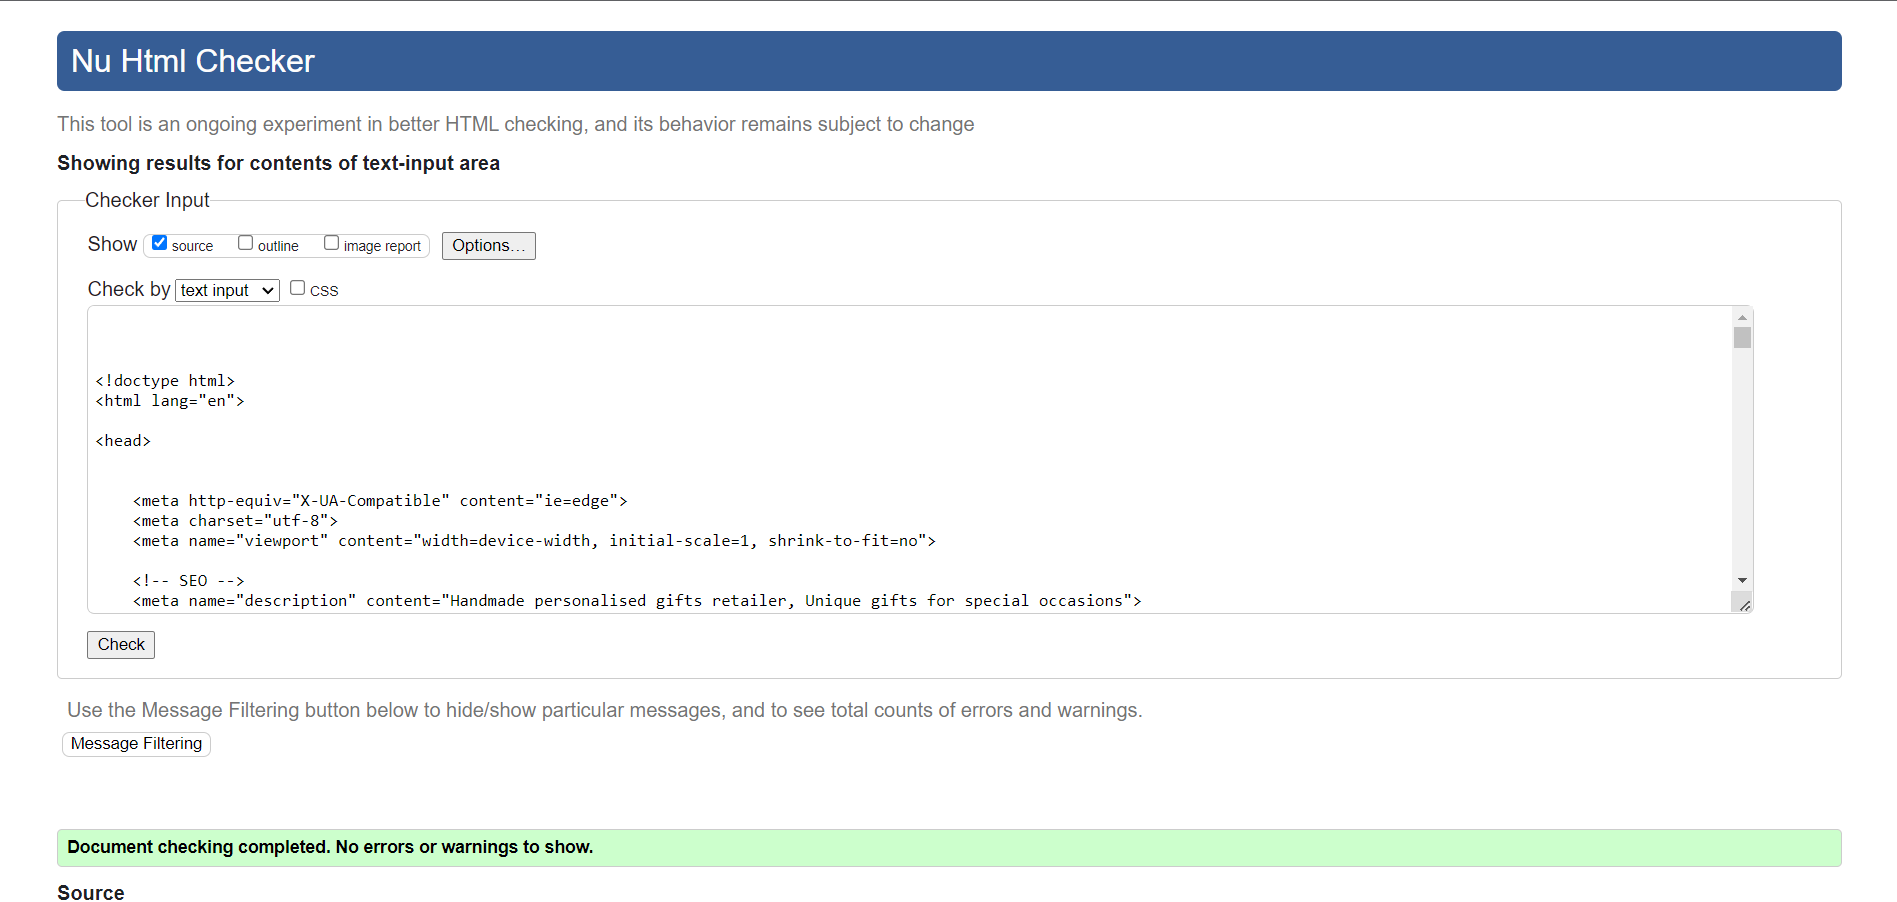 Nu Html Checker
This tool is an ongoing experiment in better HTML checking, and its behavior remains subject to change
Showing results for contents of text-input area
Checker Input
Show source outline image report Options...
Check by text input CSS
<!doctype html>
<html lang="en">
<head>
<meta http-equiv="X-UA-Compatible" content="ie=edge">
<meta charset="utf-8">
<meta name="viewport" content="width=device-width, initial-scale=1, shrink-to-fit=no">
<!-- SEO -->
<meta name="description" content="Handmade personalised gifts retailer, Unique gifts for special occasions">
Check
Use the Message Filtering button below to hide/show particular messages, and to see total counts of errors and warnings.
Message Filtering
Document checking completed. No errors or warnings to show.
Source